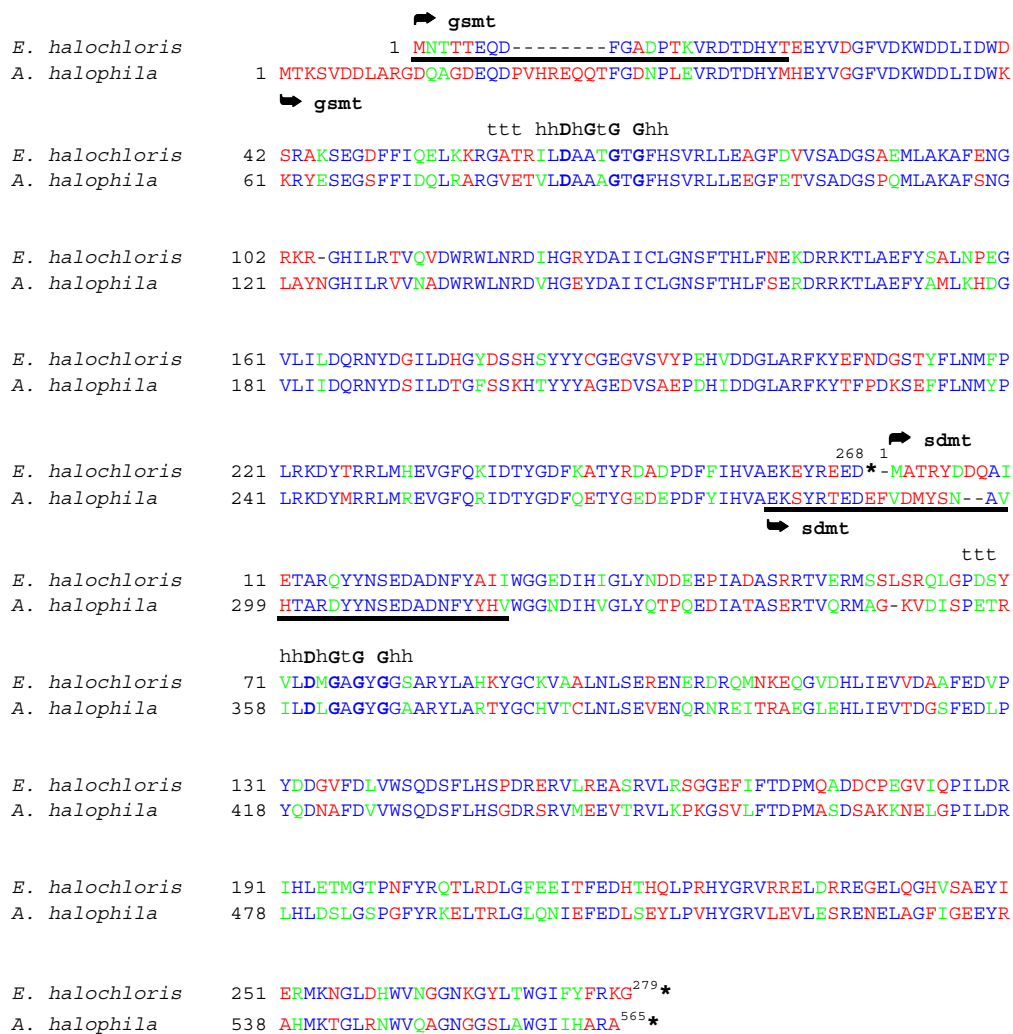 gsmt
E. halochloris 1 MNTTTEQD--------FGADPTKVRDTDHYTEEYVDGFVDKWDDLIDWD
A. halophila 1 MTKSVDDLARGDQAGDEQDPVHREQQTFGDNPLEVRDTDHYMHEYVGGFVDKWDDLIDWK
gsmt
ttt hhDhGtG Ghh
E. halochloris 42 SRAKSEGDFFIQELKKRGATRILDAATGTGFHSVRLLEAGFDVVSADGSAEMLAKAFENG
A. halophila 61 KRYESEGSFFIDQLRARGVETVLDAAAGTGFHSVRLLEEGFETVSADGSPQMLAKAFSNG
E. halochloris 102 RKR-GHILRTVQVDWRWLNRDIHGRYDAIICLGNSFTHLFNEKDRRKTLAEFYSALNPEG
A. halophila 121 LAYNGHILRVVNADWRWLNRDVHGEYDAIICLGNSFTHLFSERDRRKTLAEFYAMLKHDG
E. halochloris 161 VLILDQRNYDGILDHGYDSSHSYYYCGEGVSVYPEHVDDGLARFKYEFNDGSTYFLNMFP
A. halophila 181 VLIIDQRNYDSILDTGFSSKHTYYYAGEDVSAEPDHIDDGLARFKYTFPDKSEFFLNMYP
sdmt
E. halochloris 221 LRKDYTRRLMHEVGFQKIDTYGDFKATYRDADPDFFIHVAEKEYREED268* 1-MATRYDDQAI
A. halophila 241 LRKDYMRRLMREVGFQRIDTYGDFQETYGEDEPDFYIHVAEKSYRTEDEFVDMYSN--AV
sdmt
ttt
E. halochloris 11 ETARQYYNSEDADNFYAIIWGGEDIHIGLYNDDEEPIADASRRTVERMSSLSRQLGPDSY
A. halophila 299 HTARDYYNSEDADNFYYHVWGGNDIHVGLYQTPQEDIATASERTVQRMAG-KVDISPETR
hhDhGtG Ghh
E. halochloris 71 VLDMGAGYGGSARYLAHKYGCKVAALNLSERENERDRQMNKEQGVDHLIEVVDAAFEDVP
A. halophila 358 ILDLGAGYGGAARYLARTYGCHVTCLNLSEVENQRNREITRAEGLEHLIEVTDGSFEDLP
E. halochloris 131 YDDGVFDLVWSQDSFLHSPDRERVLREASRVLRSGGEFIFTDPMQADDCPEGVIQPILDR
A. halophila 418 YQDNAFDVVWSQDSFLHSGDRSRVMEEVTRVLKPKGSVLFTDPMASDSAKKNELGPILDR
E. halochloris 191 IHLETMGTPNFYRQTLRDLGFEEITFEDHTHQLPRHYGRVRRELDRREGELQGHVSAEYI
A. halophila 478 LHLDSLGSPGFYRKELTRLGLQNIEFEDLSEYLPVHYGRVLEVLESRENELAGFIGEEYR
E. halochloris 251 ERMKNGLDHWVNGGNKGYLTWGIFYFRKG279*
A. halophila 538 AHMKTGLRNWVQAGNGGSLAWGIIHARA565*